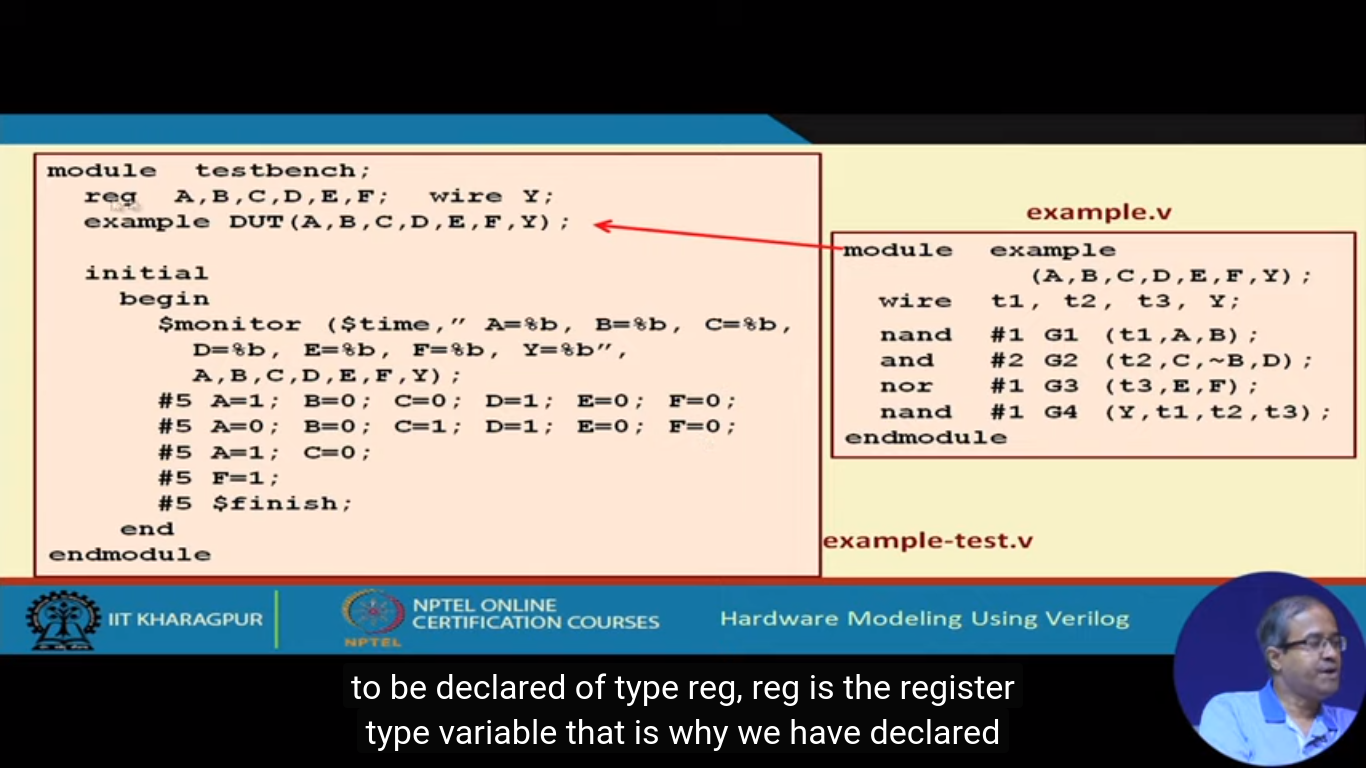 module testbench;
reg A,B,C,D,E,F; wire Y;
example DUT(A,B,C,D,E,F,Y);
initial
begin
$monitor ($time,” A=%b, B=%b, C=%b,
D=%b, E=%b, F=%b, Y=%b”,
A,B,C,D,E,F,Y);
#5 A=1; B=0; C=0; D=1; E=0; F=0;
#5 A=0; B=0; C=1; D=1; E=0; F=0;
#5 A=1; C=0;
#5 F=1;
#5 $finish;
end
endmodule
example.v
module example
(A,B,C,D,E,F,Y);
wire t1, t2, t3, Y;
nand #1 G1 (t1,A,B);
and #2 G2 (t2,C,~B,D);
nor #1 G3 (t3,E,F);
nand #1 G4 (Y,t1,t2,t3);
endmodule
example-test.v
IIT KHARAGPUR
NPTEL
NPTEL ONLINE
CERTIFICATION COURSES
Hardware Modeling Using Verilog
to be declared of type reg, reg is the register
type variable that is why we have declared